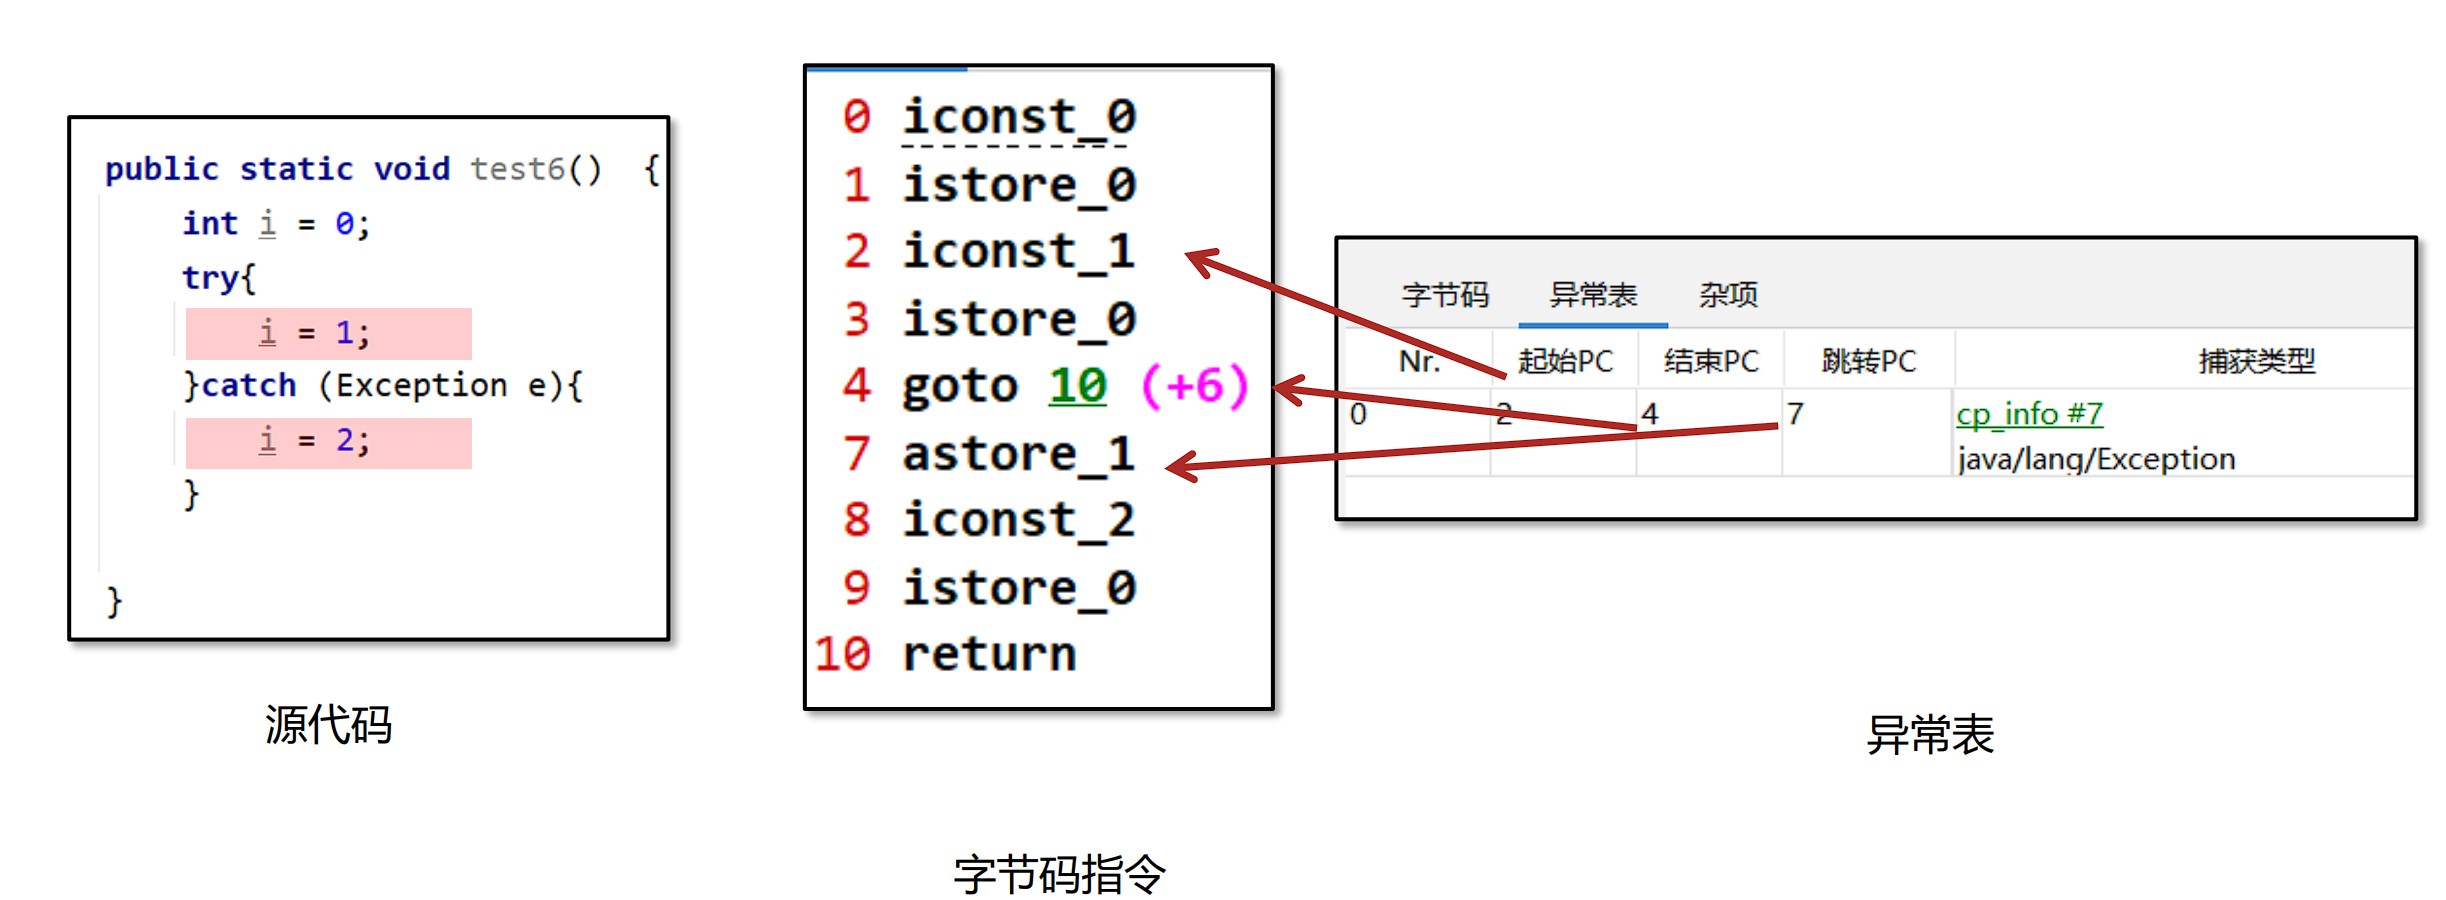 public static void test6()  {
int i = 0;
try{
i = 1;
}catch (Exception e){
i = 2;
}
}
源代码
0 iconst_0
1 istore_0
2 iconst_1
3 istore_0
4 goto 10 (+6)
7 astore_1
8 iconst_2
9 istore_0
10 return
字节码指令
字节码 异常表 杂项
Nr. 起始PC 结束PC 跳转PC 捕获类型
0 2 4 7 cp_info #7
java/lang/Exception
异常表